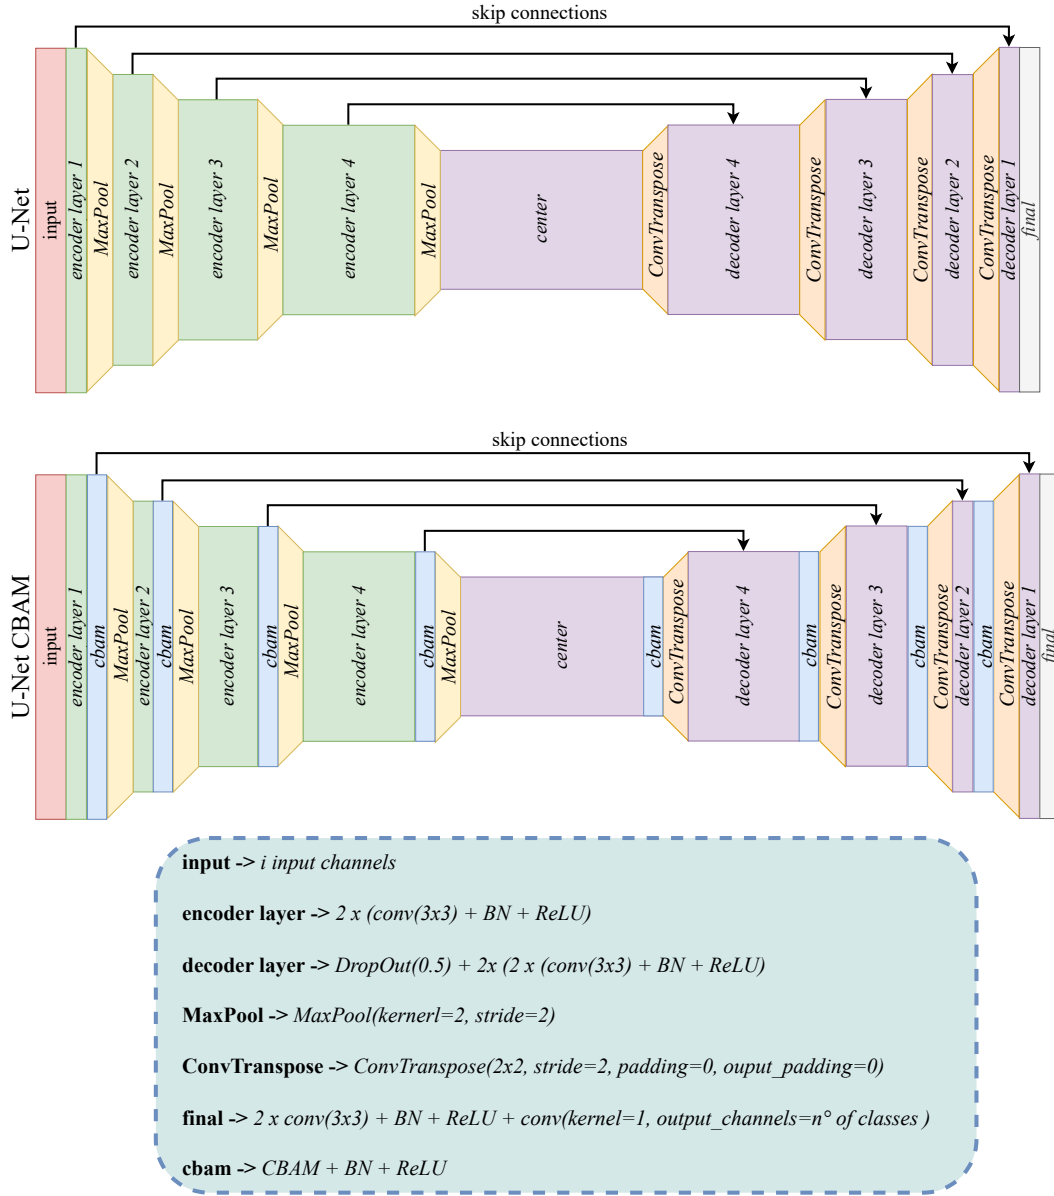 skip connections
U-Net
input
encoder layer 1
MaxPool
encoder layer 2
MaxPool
encoder layer 3
MaxPool
encoder layer 4
MaxPool
center
ConvTranspose
decoder layer 4
ConvTranspose
decoder layer 3
ConvTranspose
decoder layer 2
ConvTranspose
decoder layer 1
final
skip connections
U-Net CBAM
input
encoder layer 1
cbam
MaxPool
encoder layer 2
cbam
MaxPool
encoder layer 3
cbam
MaxPool
encoder layer 4
cbam
MaxPool
center
cbam
ConvTranspose
decoder layer 4
cbam
ConvTranspose
decoder layer 3
cbam
ConvTranspose
decoder layer 2
cbam
ConvTranspose
decoder layer 1
final
input -> i input channels
encoder layer -> 2 x (conv(3x3) + BN + ReLU)
decoder layer -> DropOut(0.5) + 2x (2 x (conv(3x3) + BN + ReLU)
MaxPool -> MaxPool(kernerl=2, stride=2)
ConvTranspose -> ConvTranspose(2x2, stride=2, padding=0, ouput_padding=0)
final -> 2 x conv(3x3) + BN + ReLU + conv(kernel=1, output_channels=n° of classes )
cbam -> CBAM + BN + ReLU